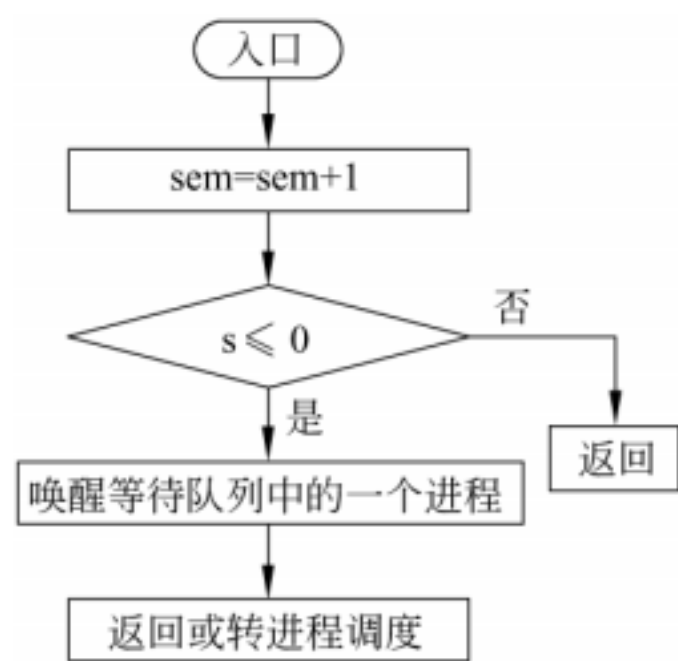 入口
sem=sem+1
s⩽0
否
是
返回
唤醒等待队列中的一个进程
返回或转进程调度